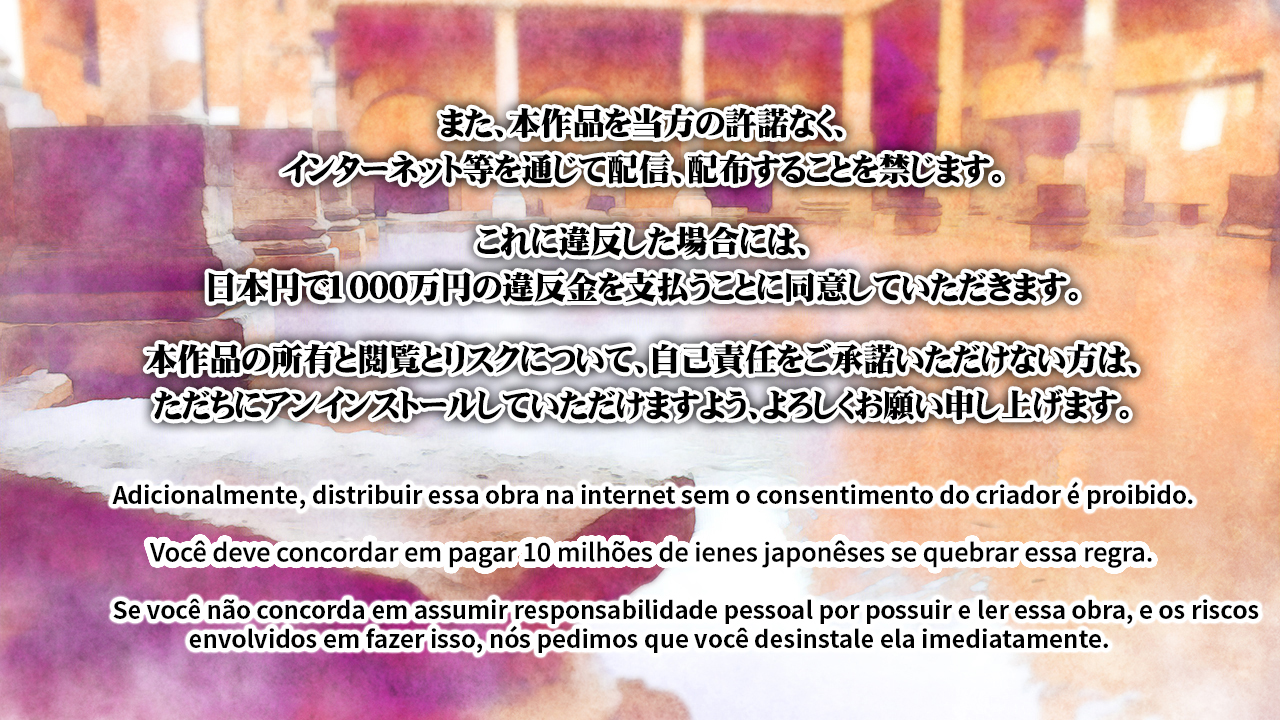 また、本作品を当方の許諾なく、
インターネット等を通じて配信、配布することを禁じます。
これに違反した場合には、
日本円で1000万円の違反金を支払うことに同意していただきます。
本作品の所有と閲覧とリスクについて、自己責任をご承諾いただけない方は、
ただちにアンインストールしていただけますよう、よろしくお願い申し上げます。
Adicionalmente, distribuir essa obra na internet sem o consentimento do criador é proibido.
Você deve concordar em pagar 10 milhões de ienes japonêses se quebrar essa regra.
Se você não concorda em assumir responsabilidade pessoal por possuir e ler essa obra, e os riscos
envolvidos em fazer isso, nós pedimos que você desinstale ela imediatamente.